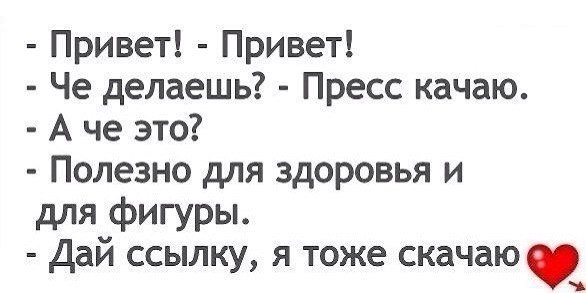 - Привет! - Привет!
- Че делаешь? - Пресс качаю.
- А че это?
- Полезно для здоровья и
для фигуры.
- Дай ссылку, я тоже скачаю